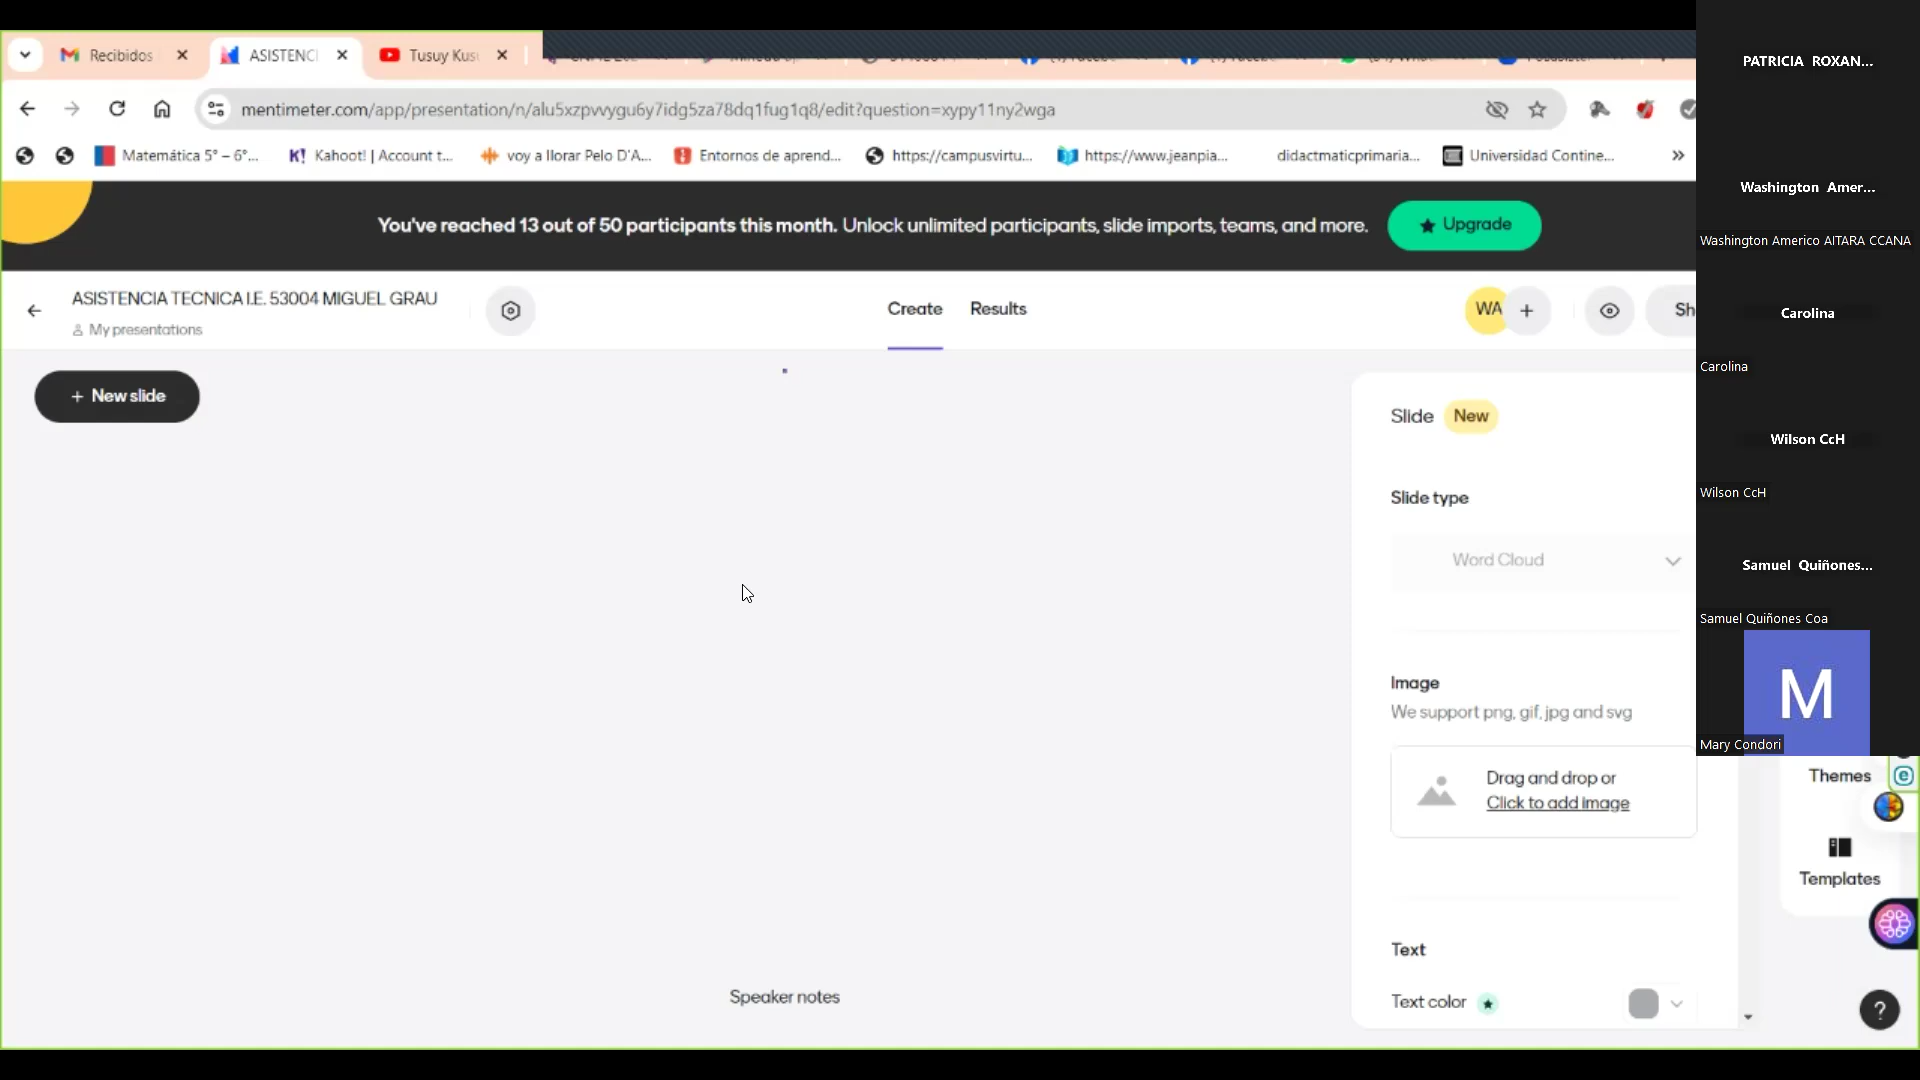 Recibidos
ASISTENCI
Tusuy Kus
mentimeter.com/app/presentation/n/alu5xzpvvygu6y7idg5za78dq1fug1q8/edit?question=xypy11ny2wga
Matemática 5° – 6°...
K! Kahoot! | Account t...
voy a llorar Pelo D'A...
Entornos de aprend...
https://campusvirtu...
https://www.jeanpia...
didactmaticprimaria...
Universidad Contine...
»
You've reached 13 out of 50 participants this month. Unlock unlimited participants, slide imports, teams, and more.
Upgrade
ASISTENCIA TECNICA I.E. 53004 MIGUEL GRAU
My presentations
Create
Results
WA
+
Sh
+ New slide
Slide New
Slide type
Word Cloud
Image
We support png, gif, jpg and svg
Drag and drop or
Click to add image
Text
Text color
Speaker notes
Themes
Templates
?
PATRICIA ROXAN...
Washington Amer...
Washington Americo AITARA CCANA
Carolina
Carolina
Wilson CcH
Wilson CcH
Samuel Quiñones...
Samuel Quiñones Coa
M
Mary Condori